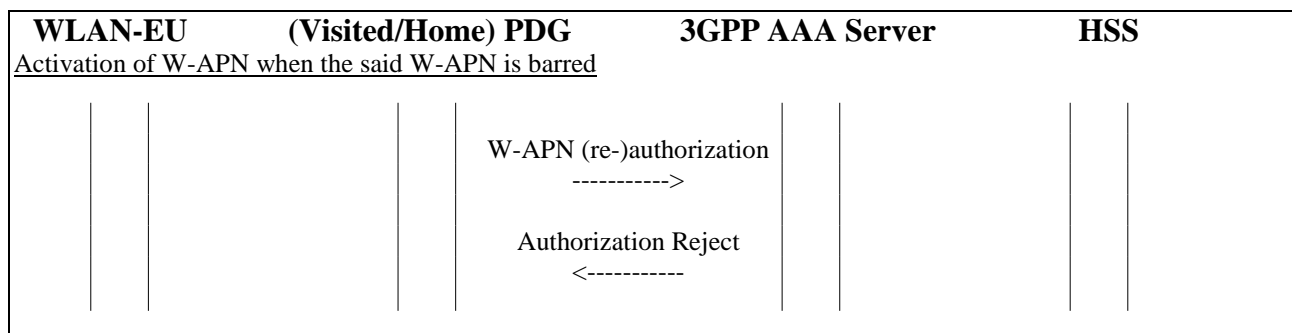 WLAN-EU (Visited/Home) PDG 3GPP AAA Server HSS
Activation of W-APN when the said W-APN is barred
W-APN (re-)authorization
----------->
Authorization Reject
<-----------